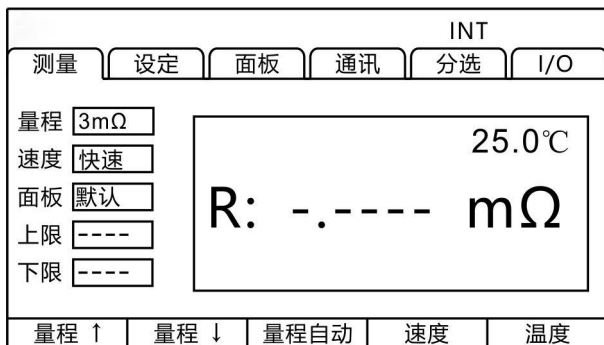 INT
测量 设定 面板 通讯 分选 I/O
量程 3mΩ
速度 快速
面板 默认
上限 ----
下限 ----
25.0℃
R: -.---- mΩ
量程 ↑ 量程 ↓ 量程自动 速度 温度